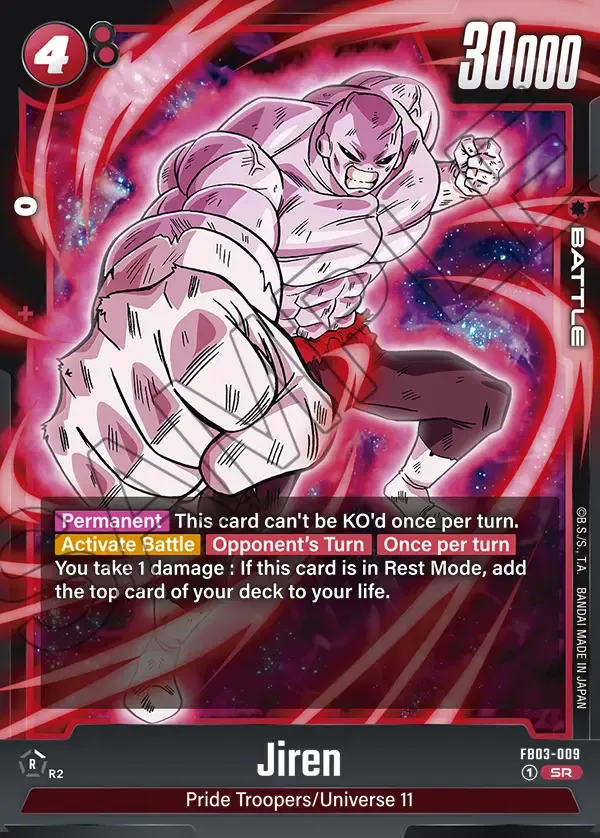 4
30000
0
+
BATTLE
SAMPLE
Permanent This card can't be KO'd once per turn.
Activate Battle Opponent's Turn Once per turn
You take 1 damage : If this card is in Rest Mode, add
the top card of your deck to your life.
©B.S./S., T.A. BANDAI MADE IN JAPAN
R R2
Jiren
FB03-009
1 SR
Pride Troopers/Universe 11